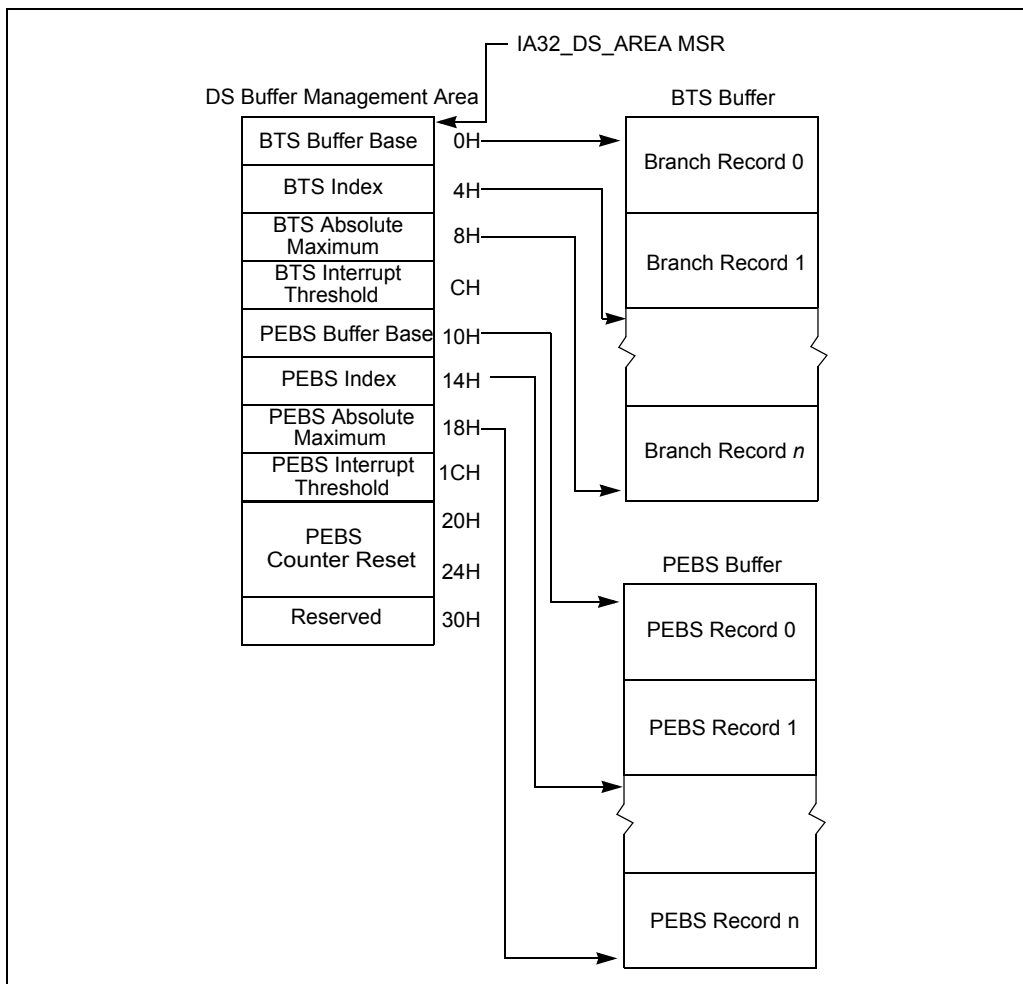 IA32_DS_AREA MSR
DS Buffer Management Area
BTS Buffer Base 0H
BTS Index 4H
BTS Absolute
Maximum 8H
BTS Interrupt
Threshold CH
PEBS Buffer Base 10H
PEBS Index 14H
PEBS Absolute
Maximum 18H
PEBS Interrupt
Threshold 1CH
20H
PEBS
Counter Reset
24H
Reserved 30H
BTS Buffer
Branch Record 0
Branch Record 1
Branch Record n
PEBS Buffer
PEBS Record 0
PEBS Record 1
PEBS Record n